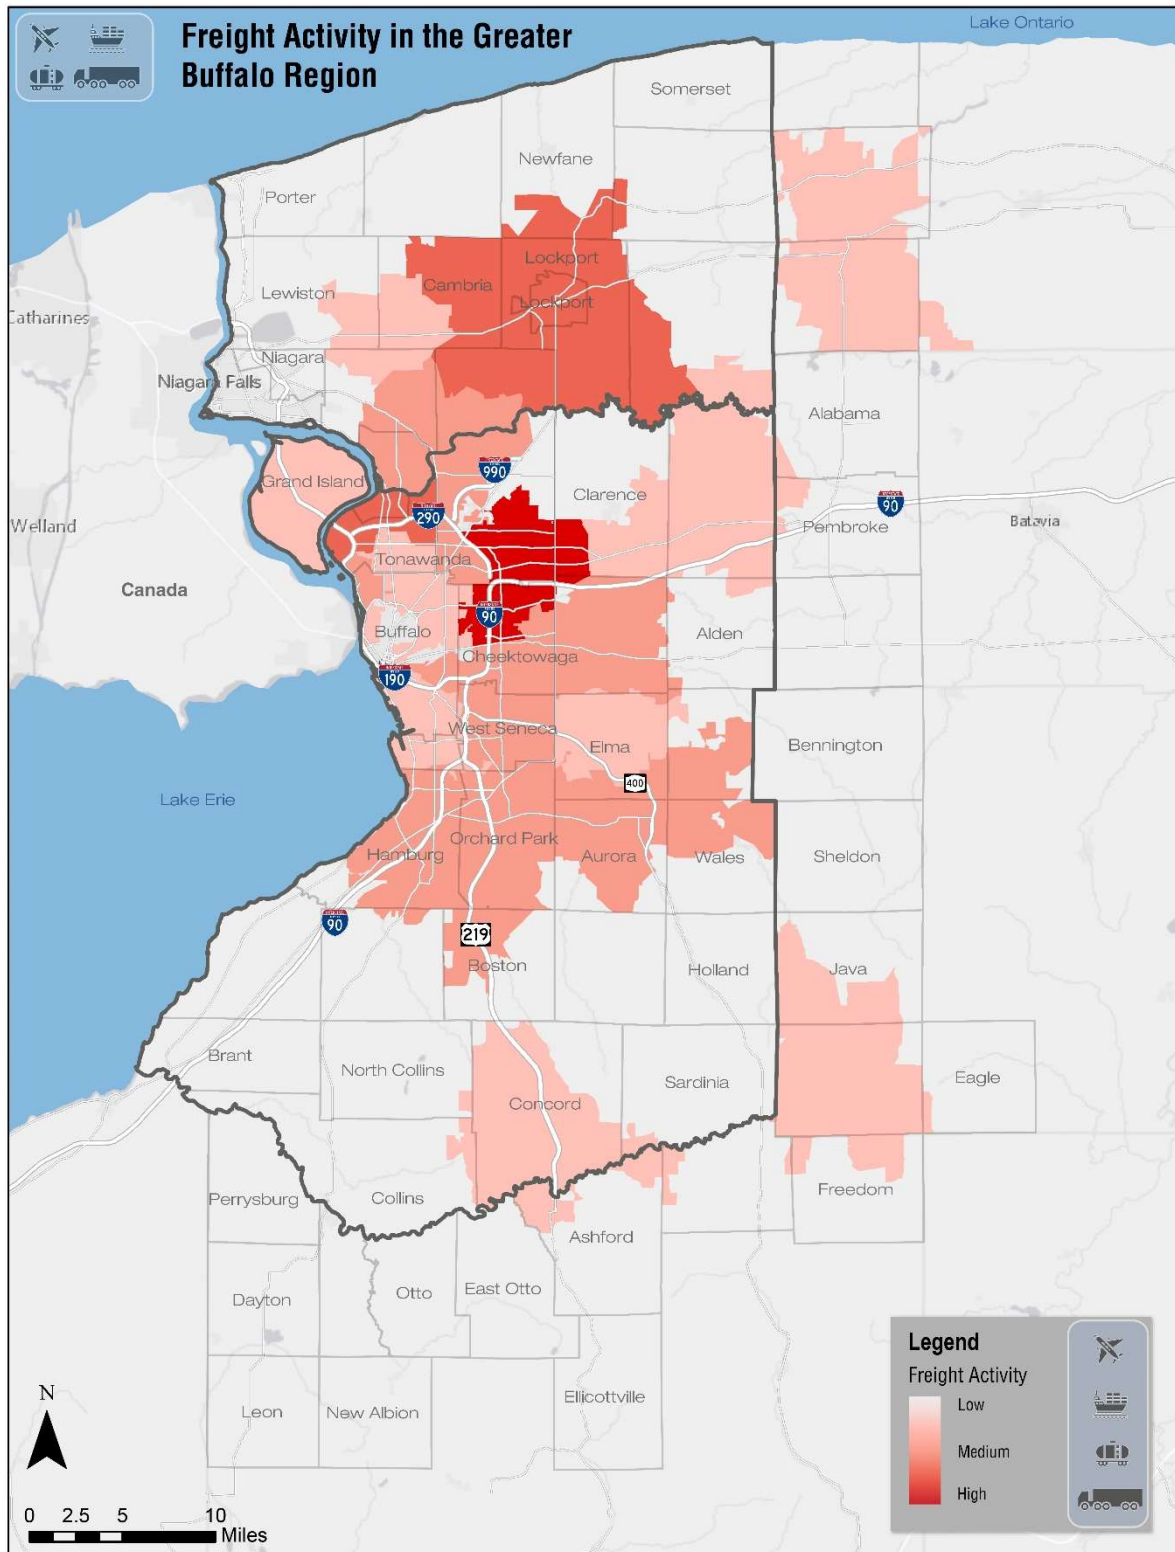 Lake Ontario
Freight Activity in the Greater
Buffalo Region
Somerset
Newfane
Porter
Lockport
Cambria
Lewiston
Lockport
Catharines
Niagara
Niagara Falls
Alabama
990
Grand Island
Clarence
290
90
Welland
Pembroke
Batavia
Tonawanda
Canada
90
Buffalo
Alden
Cheektowaga
190
West Seneca
Elma
Bennington
400
Lake Erie
Orchard Park
Hamburg
Aurora
Wales
Sheldon
90
219
Boston
Holland
Java
Brant
North Collins
Sardinia
Eagle
Concord
Perrysburg
Collins
Freedom
Ashford
Dayton
Otto
East Otto
Ellicottville
Leon
New Albion
Legend
Freight Activity
Low
Medium
High
N
0 2.5 5 10
Miles